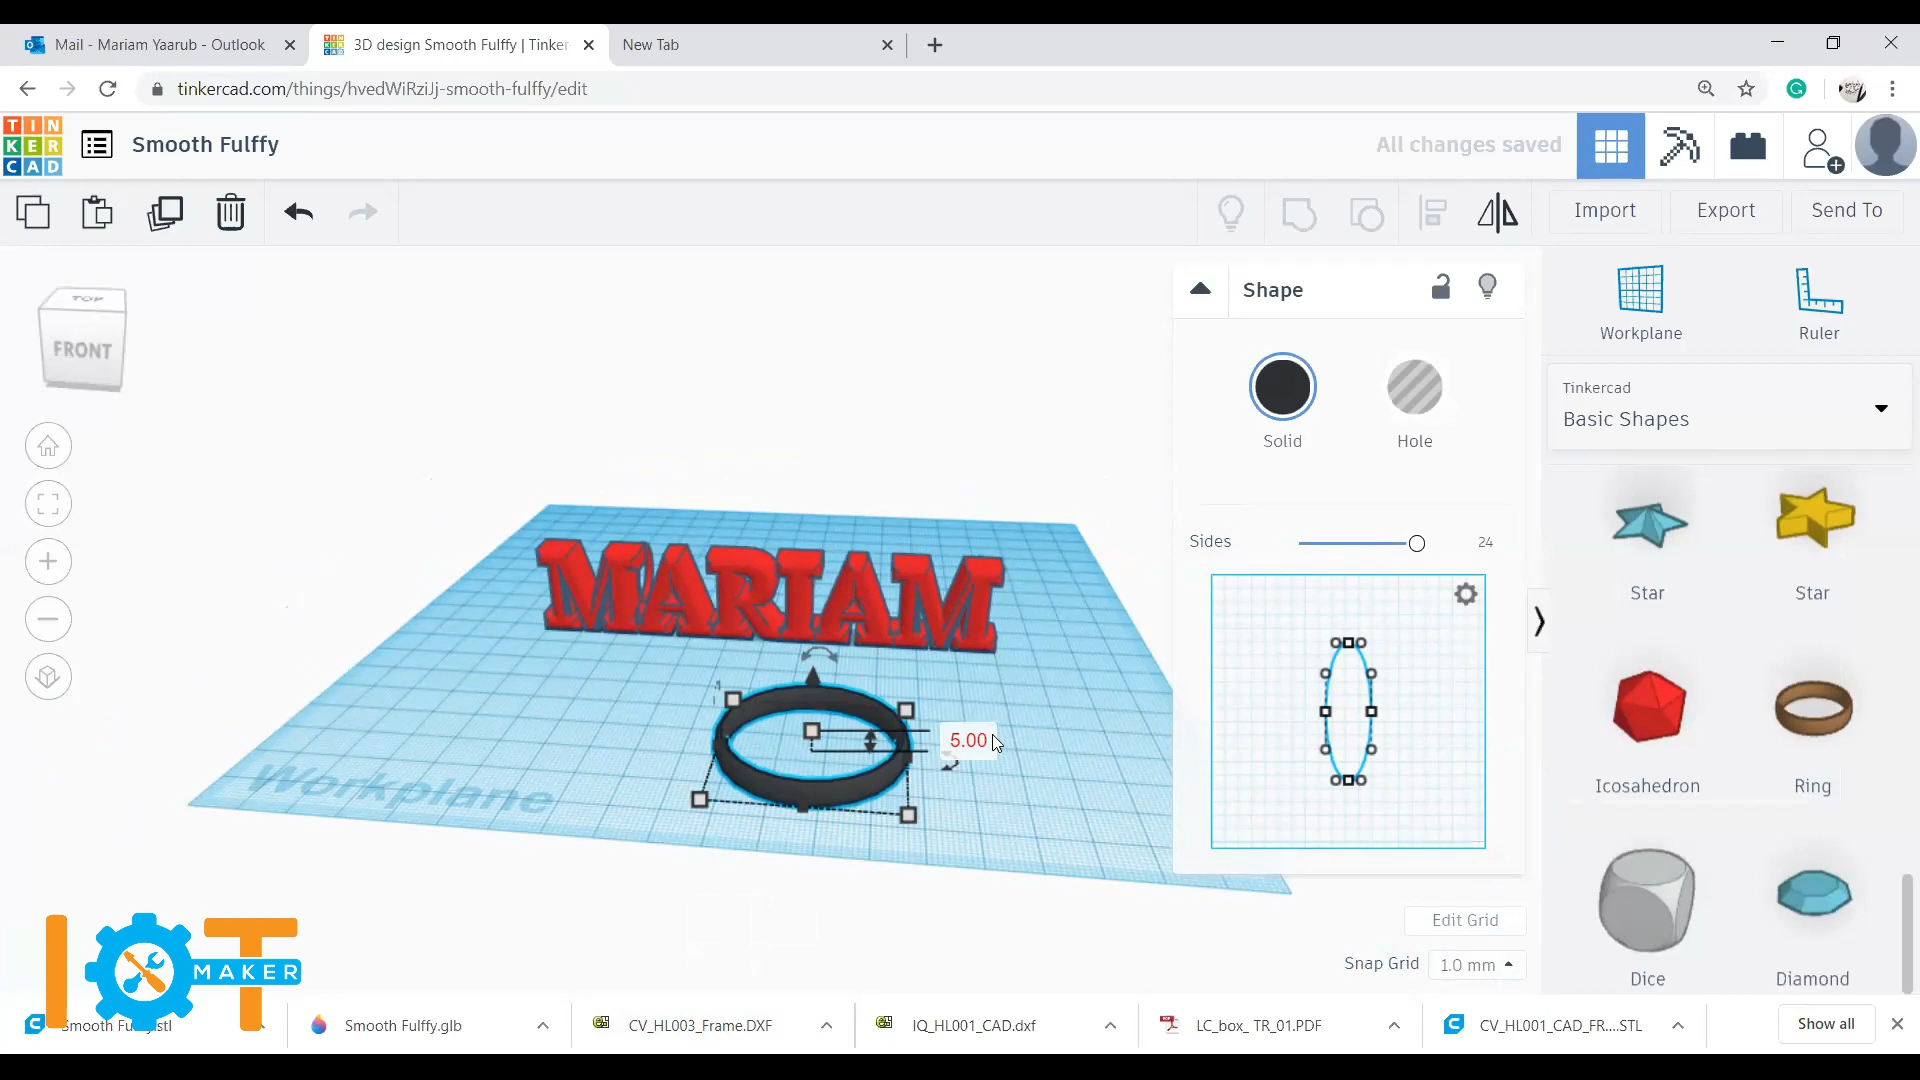 Mail - Mariam Yaarub - Outlook
3D design Smooth Fulffy | Tinker
New Tab
tinkercad.com/things/hvedWiRziJj-smooth-fulffy/edit
TIN
KER
CAD
Smooth Fulffy
All changes saved
Import
Export
Send To
TOP
FRONT
Shape
Solid
Hole
Sides
24
Workplane
Ruler
Tinkercad
Basic Shapes
MARIAM
5.00
Workplane
Star
Star
Icosahedron
Ring
Dice
Diamond
Edit Grid
Snap Grid
1.0 mm
IOT
MAKER
Smooth Fulffy.glb
CV_HL003_Frame.DXF
IQ_HL001_CAD.dxf
LC_box_ TR_01.PDF
CV_HL001_CAD_FR....STL
Show all